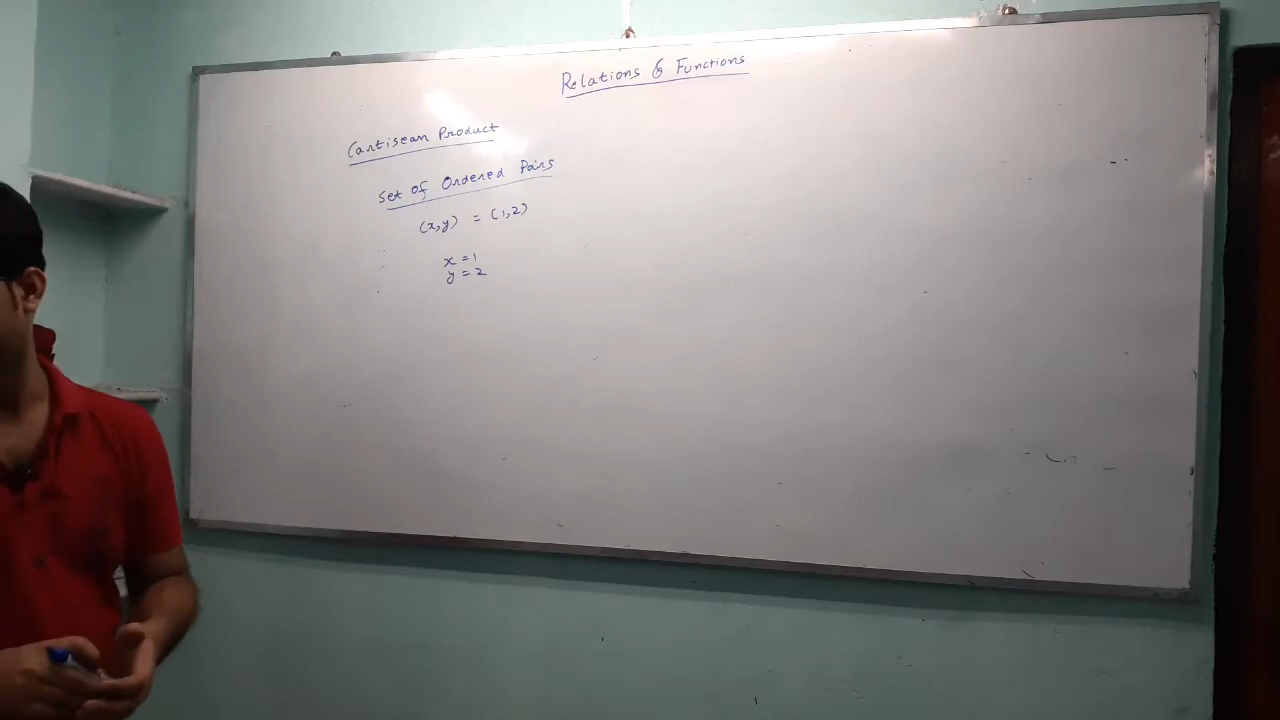 Relations & Functions
Cartisean Product
Set of Ordered Pairs
(x,y) = (1,2)
x = 1
y = 2